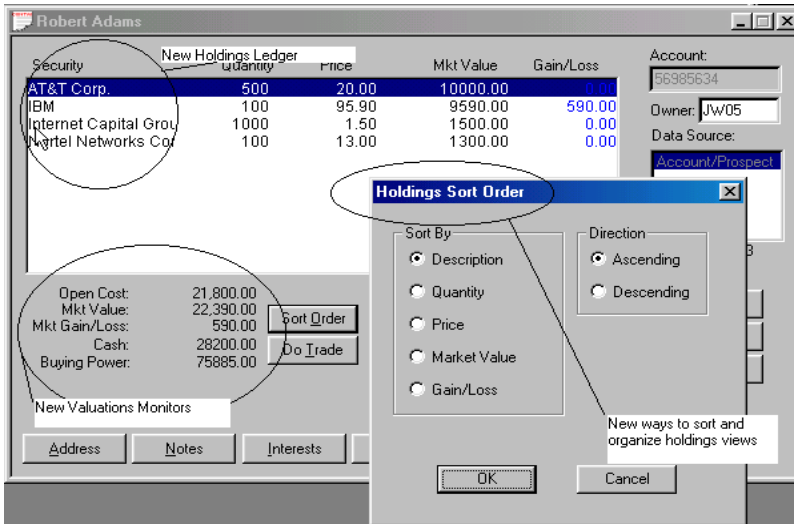 Robert Adams
New Holdings Ledger
Security Quantity Price Mkt Value Gain/Loss
AT&T Corp. 500 20.00 10000.00 0.00
IBM 100 95.90 9590.00 590.00
Internet Capital Grou 1000 1.50 1500.00 0.00
Nortel Networks Cor 100 13.00 1300.00 0.00
Account:
56985634
Owner: JW05
Data Source:
Account/Prospect
3
Open Cost: 21,800.00
Mkt Value: 22,390.00
Mkt Gain/Loss: 590.00
Cash: 28200.00
Buying Power: 75885.00
Sort Order
Do Trade
New Valuations Monitors
Address Notes Interests
Holdings Sort Order
Sort By Direction
Description Ascending
Quantity Descending
Price
Market Value
Gain/Loss
New ways to sort and
organize holdings views
OK Cancel